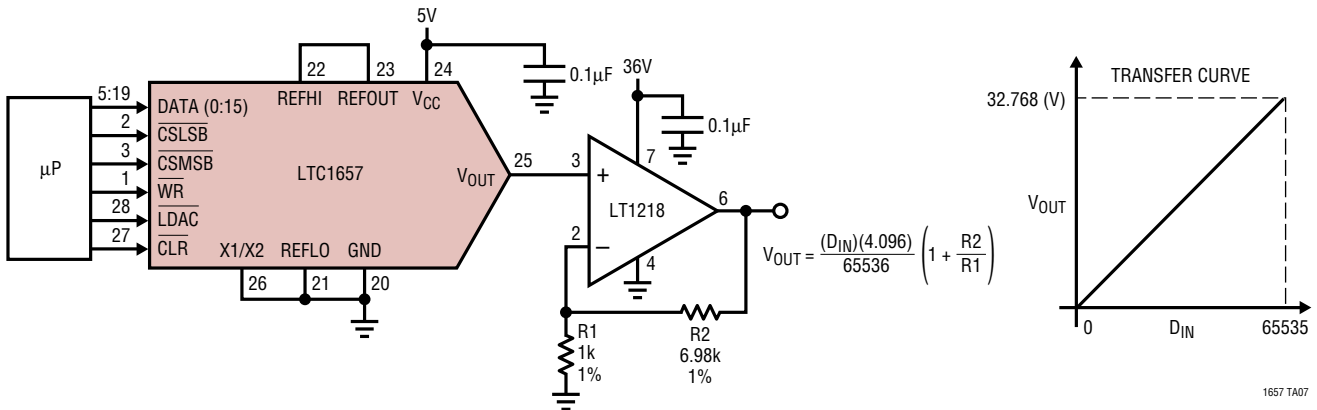 5V
22
23
24
0.1µF
36V
REFHI
REFOUT
VCC
5:19
DATA (0:15)
2
CSLSB
3
CSMSB
µP
LTC1657
VOUT
25
1
WR
28
LDAC
27
CLR
X1/X2
REFLO
GND
26
21
20
0.1µF
7
3
+
LT1218
6
2
–
4
R1
1k
1%
R2
6.98k
1%
VOUT = (DIN)(4.096) / 65536 (1 + R2 / R1)
TRANSFER CURVE
32.768 (V)
VOUT
0
DIN
65535
1657 TA07